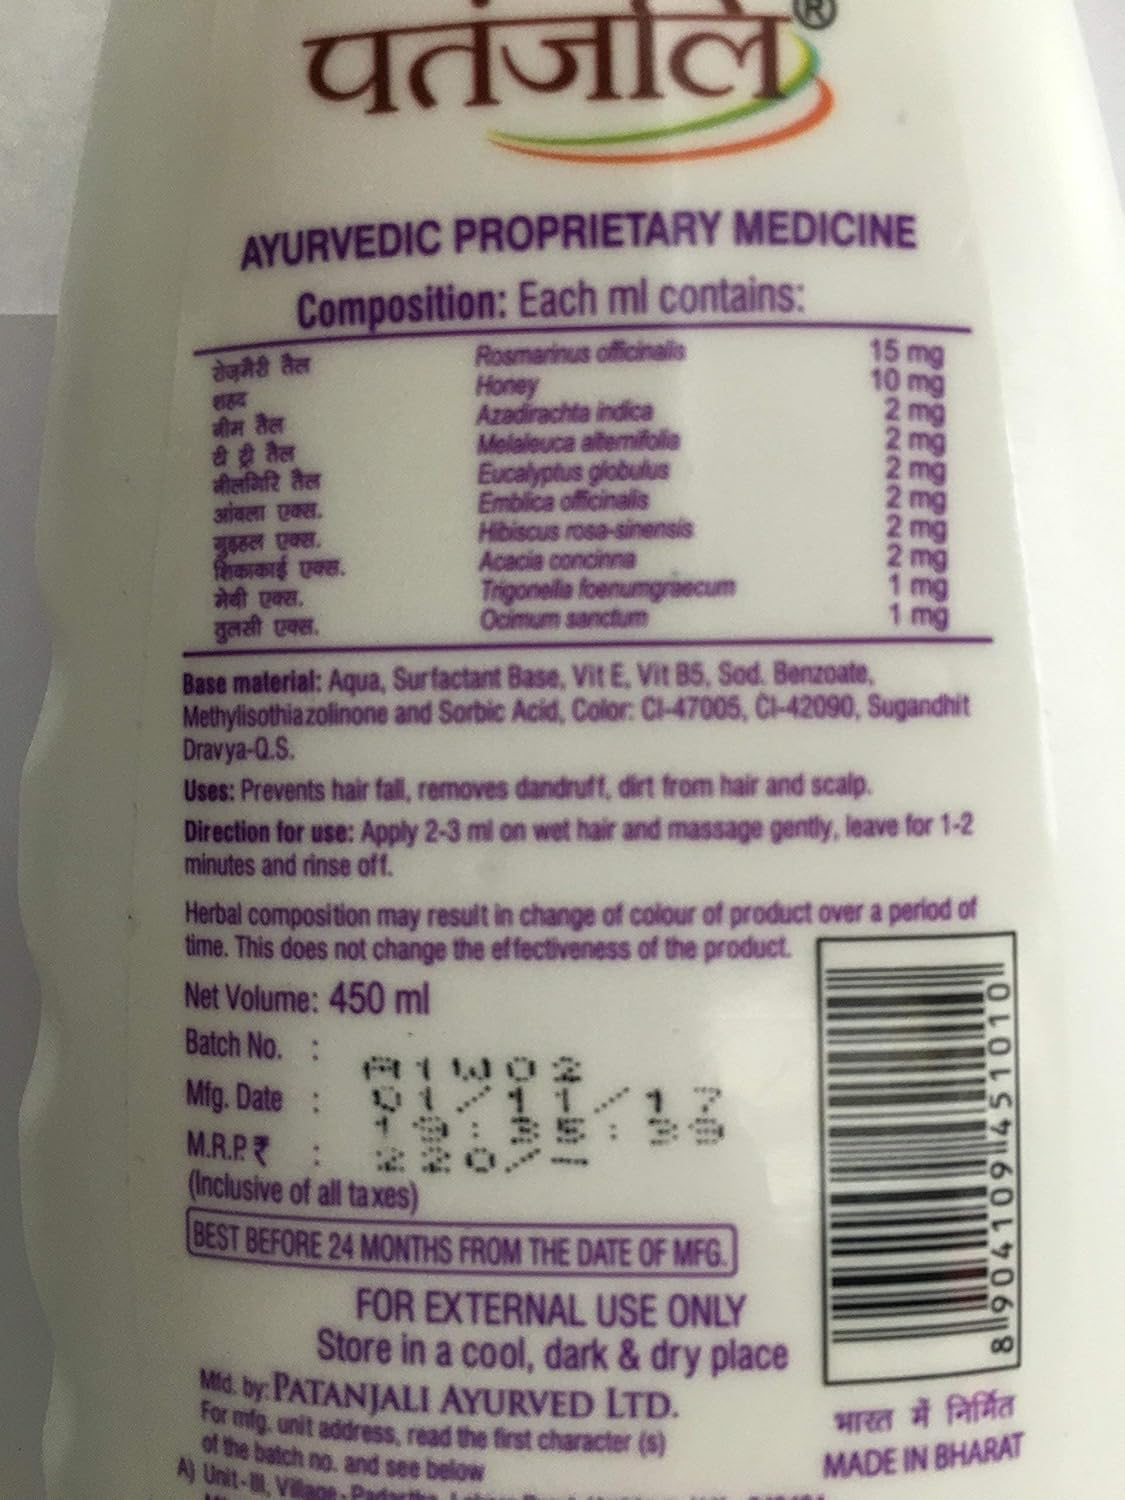 पतंजलि®
AYURVEDIC PROPRIETARY MEDICINE
Composition: Each ml contains:
रोज़मैरी तैल Rosmarinus officinalis 15 mg
शहद Honey 10 mg
नीम तैल Azadirachta indica 2 mg
टी ट्री तैल Melaleuca alternifolia 2 mg
नीलगिरि तैल Eucalyptus globulus 2 mg
आंवला एक्स. Emblica officinalis 2 mg
गुड़हल एक्स. Hibiscus rosa-sinensis 2 mg
शिकाकाई एक्स. Acacia concinna 2 mg
मेथी एक्स. Trigonella foenumgraecum 1 mg
तुलसी एक्स. Ocimum sanctum 1 mg
Base material: Aqua, Surfactant Base, Vit E, Vit B5, Sod. Benzoate,
Methylisothiazolinone and Sorbic Acid, Color: CI-47005, CI-42090, Sugandhit
Dravya-Q.S.
Uses: Prevents hair fall, removes dandruff, dirt from hair and scalp.
Direction for use: Apply 2-3 ml on wet hair and massage gently, leave for 1-2
minutes and rinse off.
Herbal composition may result in change of colour of product over a period of
time. This does not change the effectiveness of the product.
Net Volume: 450 ml
Batch No. : A1W02
Mfg. Date : 01/11/17
19:35:38
M.R.P.₹ : 220/-
(Inclusive of all taxes)
BEST BEFORE 24 MONTHS FROM THE DATE OF MFG.
FOR EXTERNAL USE ONLY
Store in a cool, dark & dry place
Mfd. by: PATANJALI AYURVED LTD.
For mfg. unit address, read the first character (s)
of the batch no. and see below
A) Unit-III, Village-Padartha,
8904109451010
भारत में निर्मित
MADE IN BHARAT